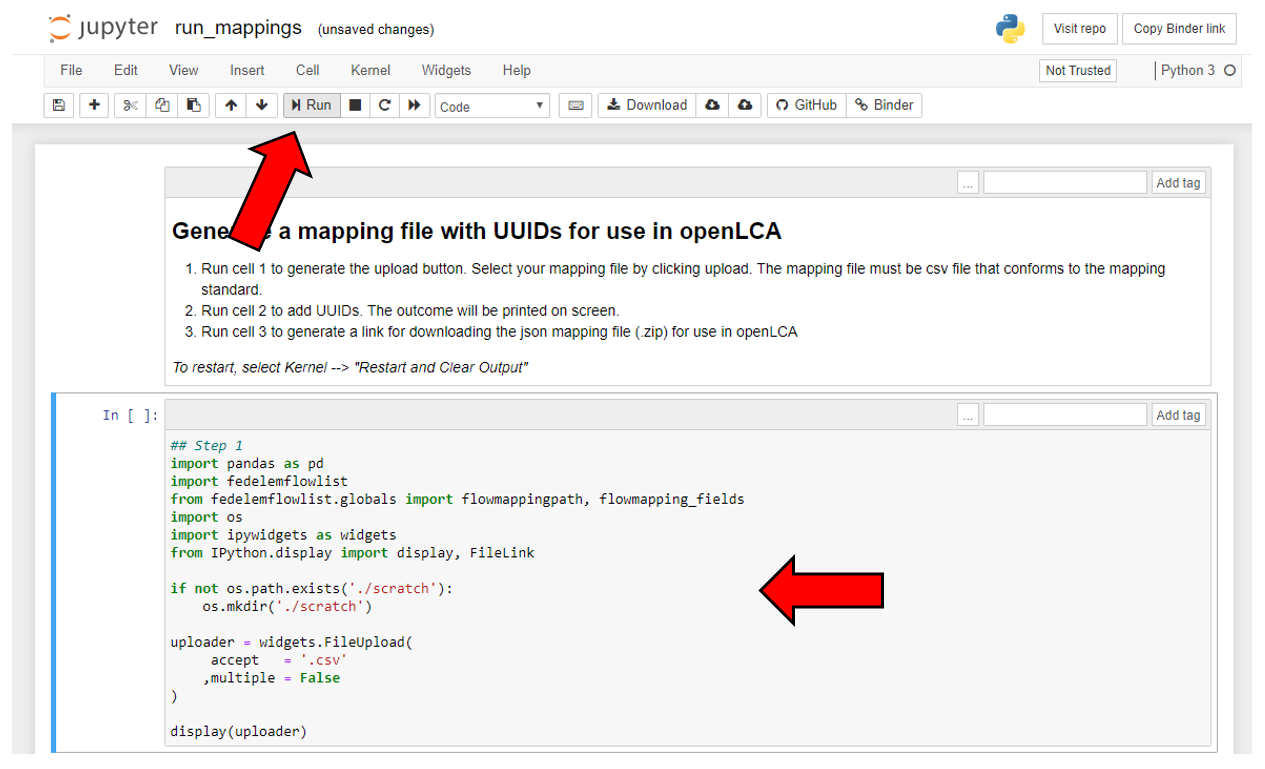 jupyter run_mappings (unsaved changes) Visit repo Copy Binder link
File Edit View Insert Cell Kernel Widgets Help Not Trusted Python 3
Run Code Download GitHub Binder
... Add tag
a mapping file with UUIDs for use in openLCA
1. Run cell 1 to generate the upload button. Select your mapping file by clicking upload. The mapping file must be csv file that conforms to the mapping
standard.
2. Run cell 2 to add UUIDs. The outcome will be printed on screen.
3. Run cell 3 to generate a link for downloading the json mapping file (.zip) for use in openLCA
To restart, select Kernel --> "Restart and Clear Output"
In [ ]: ... Add tag
## Step 1
import pandas as pd
import fedelemflowlist
from fedelemflowlist.globals import flowmappingpath, flowmapping_fields
import os
import ipywidgets as widgets
from IPython.display import display, FileLink
if not os.path.exists('./scratch'):
    os.mkdir('./scratch')
uploader = widgets.FileUpload(
     accept   = '.csv'
    ,multiple = False
)
display(uploader)